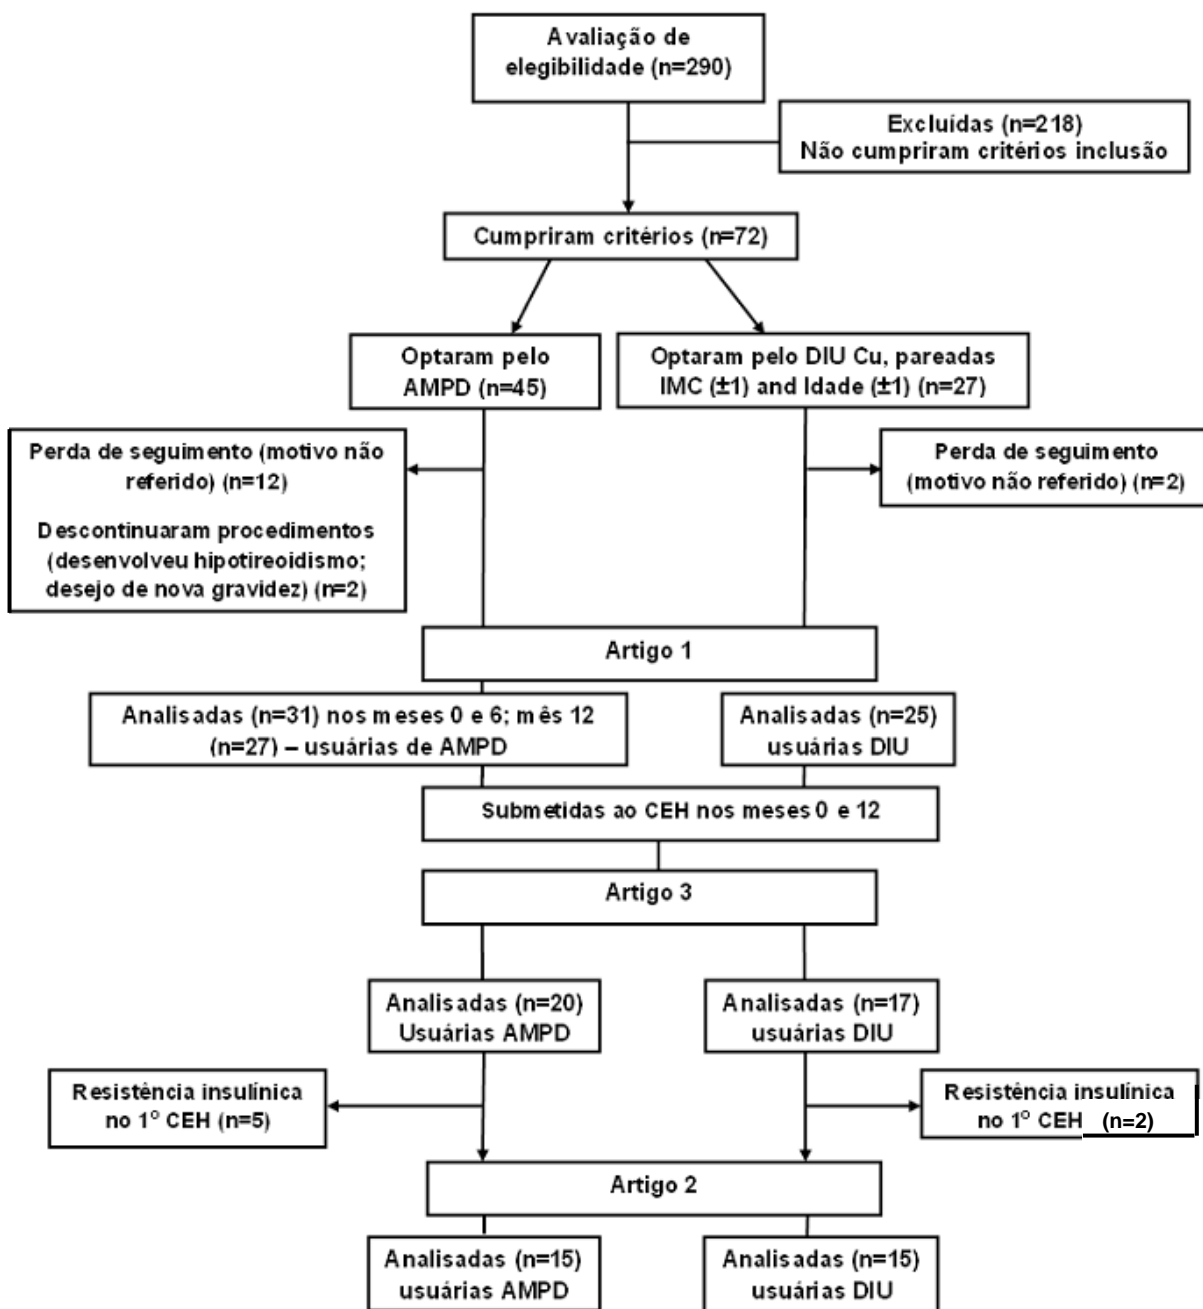 Avaliação de
elegibilidade (n=290)
Excluídas (n=218)
Não cumpriram critérios inclusão
Cumpriram critérios (n=72)
Optaram pelo
AMPD (n=45)
Optaram pelo DIU Cu, pareadas
IMC (±1) and Idade (±1) (n=27)
Perda de seguimento (motivo não
referido) (n=12)
Descontinuaram procedimentos
(desenvolveu hipotireoidismo;
desejo de nova gravidez) (n=2)
Perda de seguimento
(motivo não referido) (n=2)
Artigo 1
Analisadas (n=31) nos meses 0 e 6; mês 12
(n=27) – usuárias de AMPD
Analisadas (n=25)
usuárias DIU
Submetidas ao CEH nos meses 0 e 12
Artigo 3
Analisadas (n=20)
Usuárias AMPD
Analisadas (n=17)
usuárias DIU
Resistência insulínica
no 1º CEH (n=5)
Resistência insulínica
no 1º CEH (n=2)
Artigo 2
Analisadas (n=15)
usuárias AMPD
Analisadas (n=15)
usuárias DIU